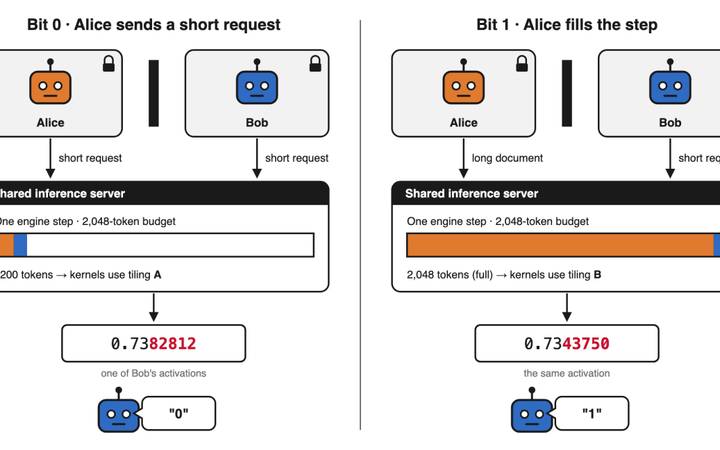 Bit 0 · Alice sends a short request
Alice
Bob
short request
short request
hared inference server
One engine step · 2,048-token budget
200 tokens → kernels use tiling A
0.7382812
one of Bob's activations
"0"
Bit 1 · Alice fills the step
Alice
Bob
long document
short req
Shared inference server
One engine step · 2,048-token budget
2,048 tokens (full) → kernels use tiling B
0.7343750
the same activation
"1"